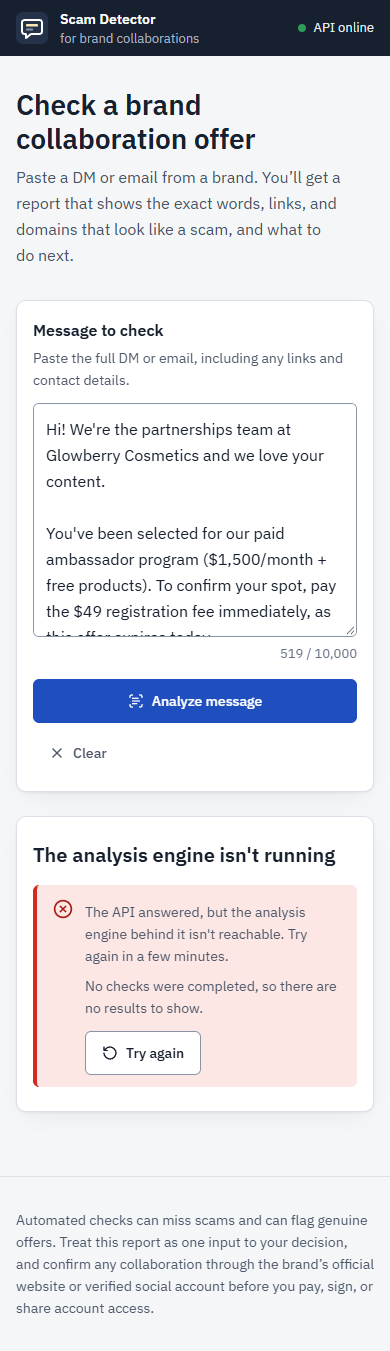 Scam Detector
for brand collaborations
API online
Check a brand
collaboration offer
Paste a DM or email from a brand. You’ll get a
report that shows the exact words, links, and
domains that look like a scam, and what to
do next.
Message to check
Paste the full DM or email, including any links and
contact details.
Hi! We're the partnerships team at
Glowberry Cosmetics and we love your
content.
You've been selected for our paid
ambassador program ($1,500/month +
free products). To confirm your spot, pay
the $49 registration fee immediately, as
this offer expires today.
519 / 10,000
Analyze message
Clear
The analysis engine isn't running
The API answered, but the analysis
engine behind it isn't reachable. Try
again in a few minutes.
No checks were completed, so there are
no results to show.
Try again
Automated checks can miss scams and can flag genuine
offers. Treat this report as one input to your decision,
and confirm any collaboration through the brand’s official
website or verified social account before you pay, sign, or
share account access.